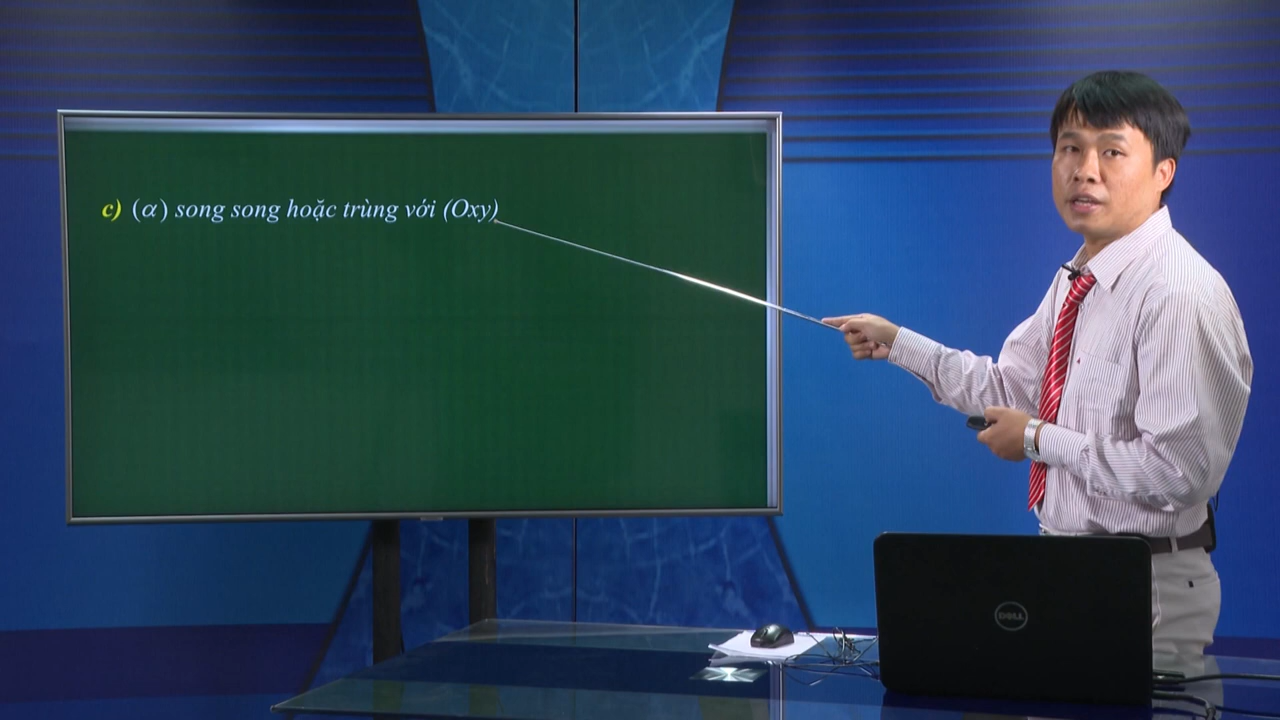 c) (α) song song hoặc trùng với (Oxy)
DELL